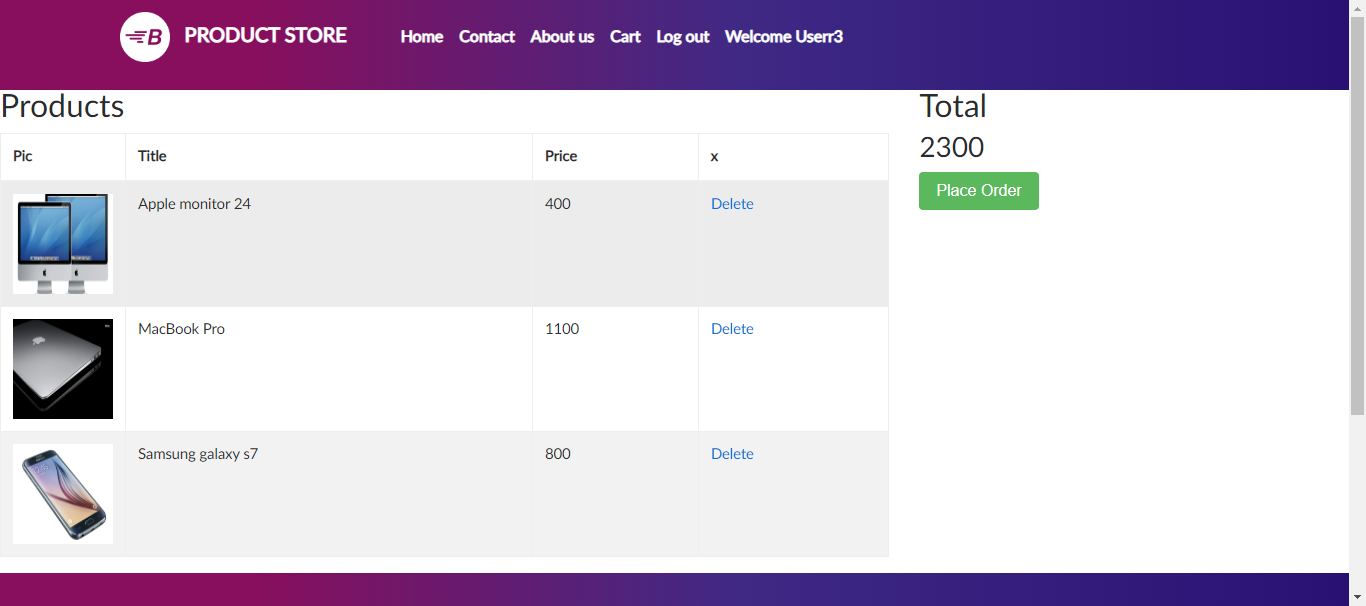 B PRODUCT STORE Home Contact About us Cart Log out Welcome Userr3
Products
Pic Title Price x
Apple monitor 24 400 Delete
MacBook Pro 1100 Delete
Samsung galaxy s7 800 Delete
Total
2300
Place Order